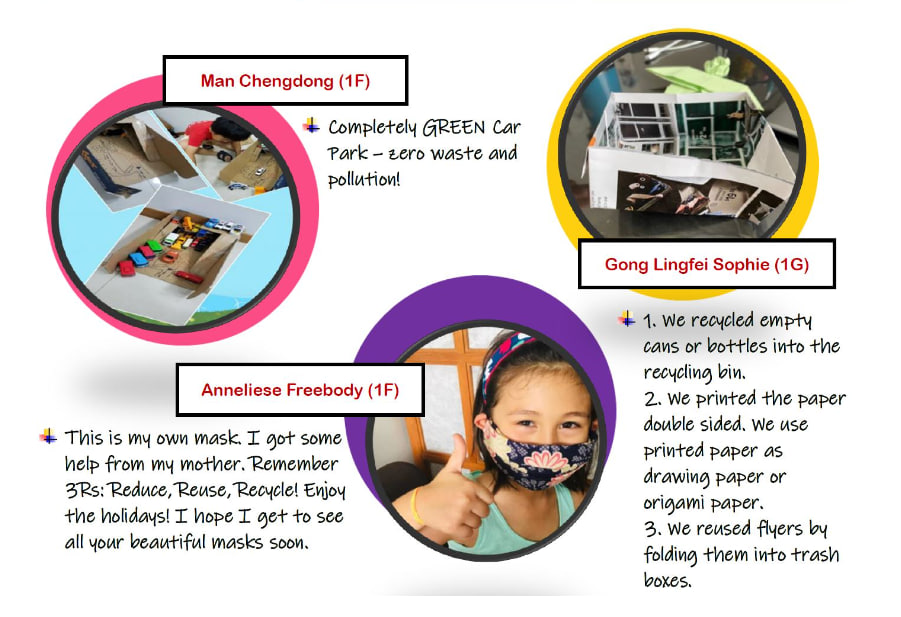 Man Chengdong (1F)
Completely GREEN Car
Park – zero waste and
pollution!
Gong Lingfei Sophie (1G)
1. We recycled empty
cans or bottles into the
recycling bin.
2. We printed the paper
double sided. We use
printed paper as
drawing paper or
origami paper.
3. We reused flyers by
folding them into trash
boxes.
Anneliese Freebody (1F)
This is my own mask. I got some
help from my mother. Remember
3Rs: Reduce, Reuse, Recycle! Enjoy
the holidays! I hope I get to see
all your beautiful masks soon.